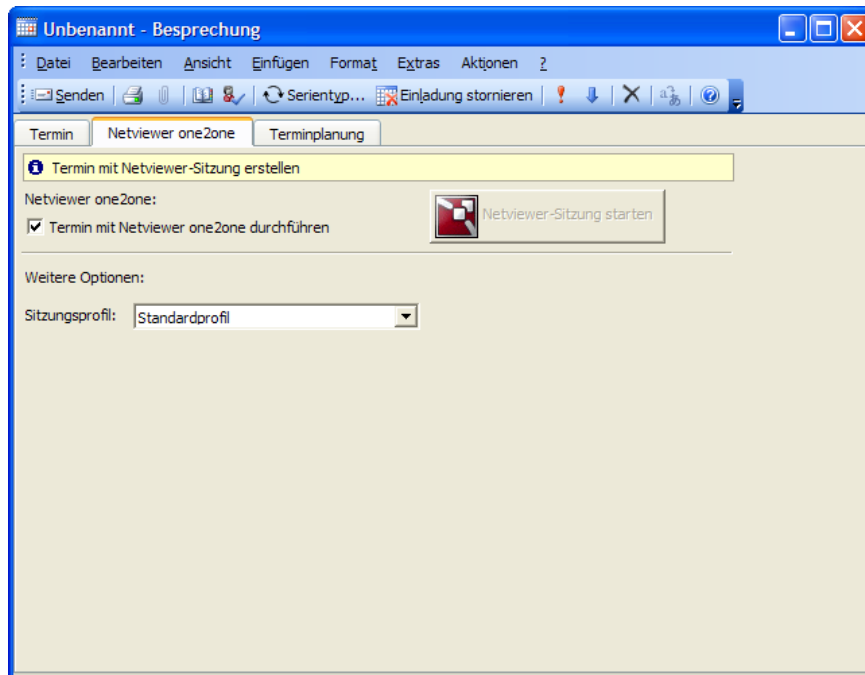 Unbenannt - Besprechung
Datei Bearbeiten Ansicht Einfügen Format Extras Aktionen ?
Senden Serientyp... Einladung stornieren
Termin Netviewer one2one Terminplanung
Termin mit Netviewer-Sitzung erstellen
Netviewer one2one:
Netviewer-Sitzung starten
Termin mit Netviewer one2one durchführen
Weitere Optionen:
Sitzungsprofil: Standardprofil